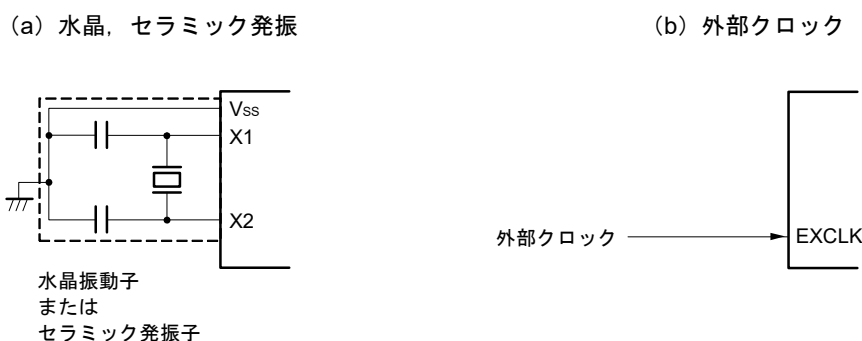 (a) 水晶，セラミック発振
(b) 外部クロック
VSS
X1
X2
水晶振動子
または
セラミック発振子
外部クロック
EXCLK